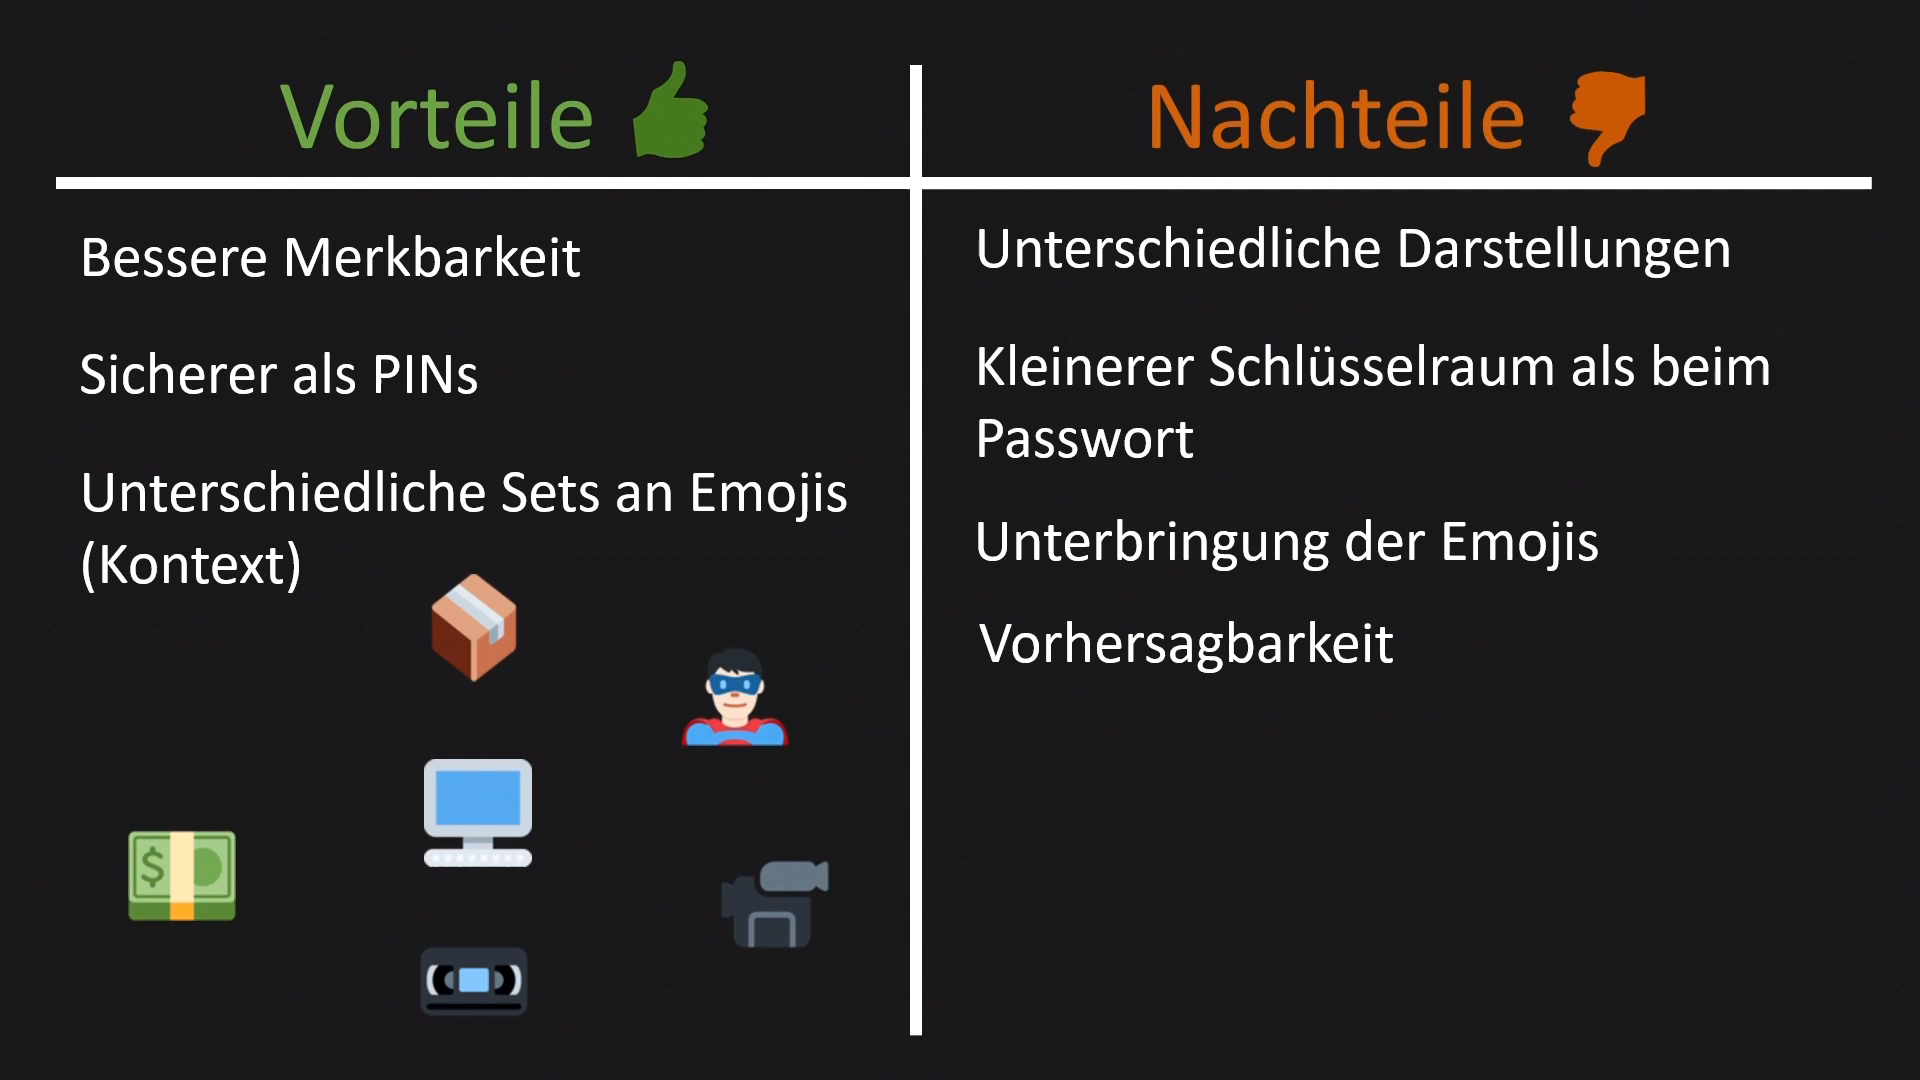 Vorteile
Bessere Merkbarkeit
Sicherer als PINs
Unterschiedliche Sets an Emojis
(Kontext)
Nachteile
Unterschiedliche Darstellungen
Kleinerer Schlüsselraum als beim
Passwort
Unterbringung der Emojis
Vorhersagbarkeit